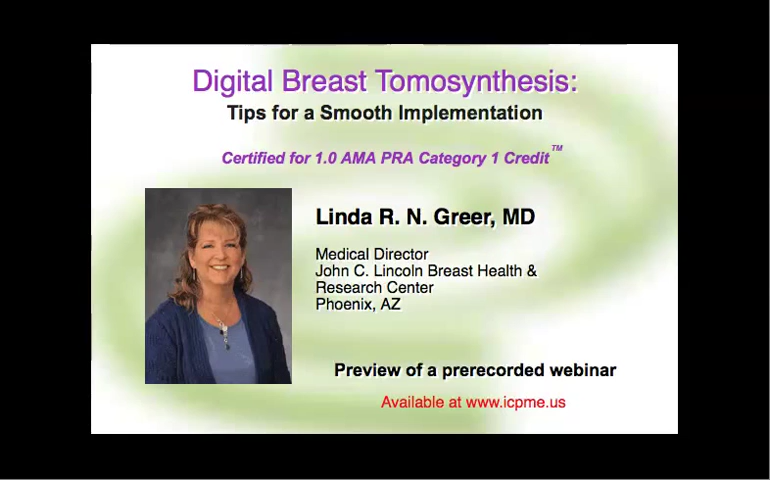 Digital Breast Tomosynthesis:
Tips for a Smooth Implementation
Certified for 1.0 AMA PRA Category 1 Credit™
Linda R. N. Greer, MD
Medical Director
John C. Lincoln Breast Health &
Research Center
Phoenix, AZ
Preview of a prerecorded webinar
Available at www.icpme.us